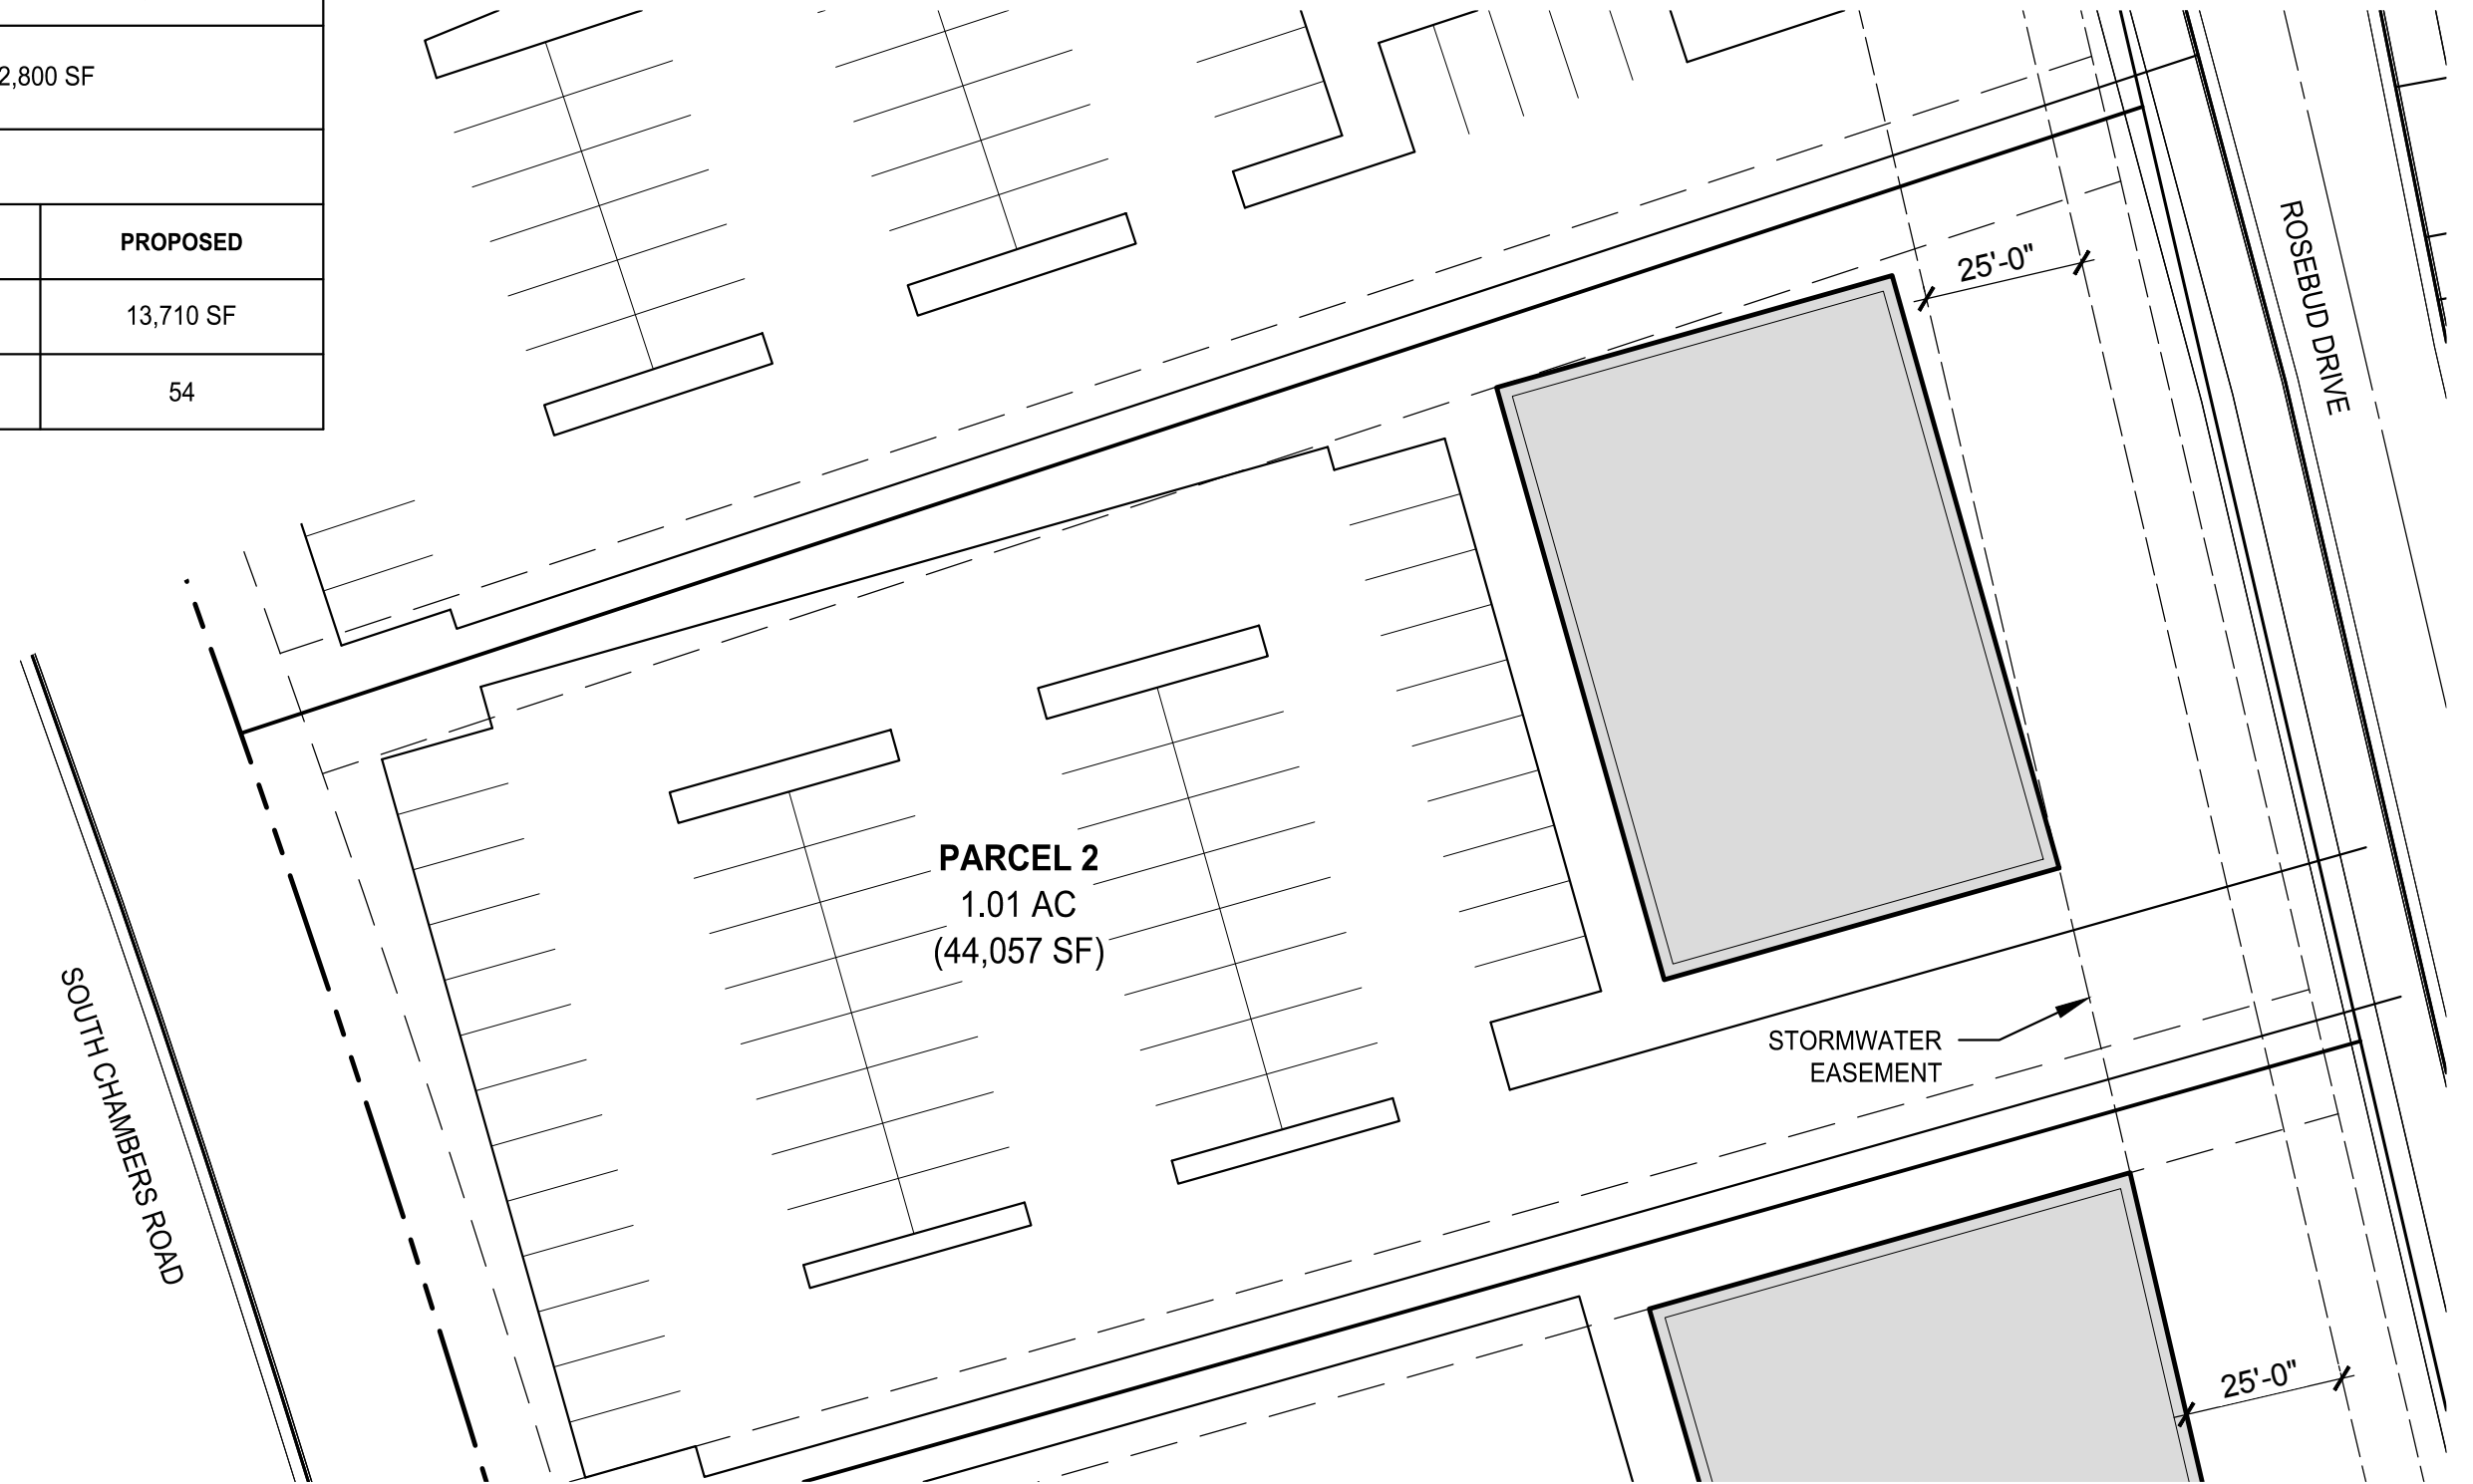 2,800 SF
PROPOSED
13,710 SF
54
25'-0"
ROSEBUD DRIVE
PARCEL 2
1.01 AC
(44,057 SF)
SOUTH CHAMBERS ROAD
STORMWATER
EASEMENT
25'-0"